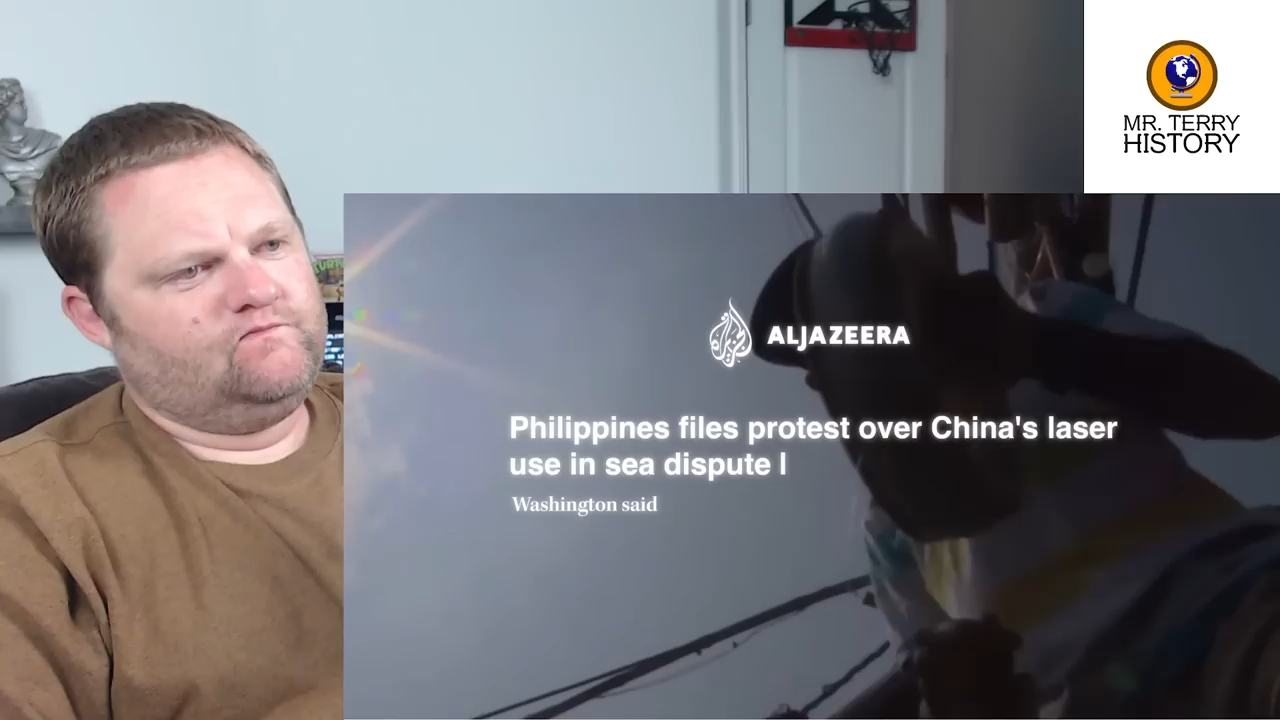 MR. TERRY
HISTORY
ALJAZEERA
Philippines files protest over China's laser
use in sea dispute |
Washington said